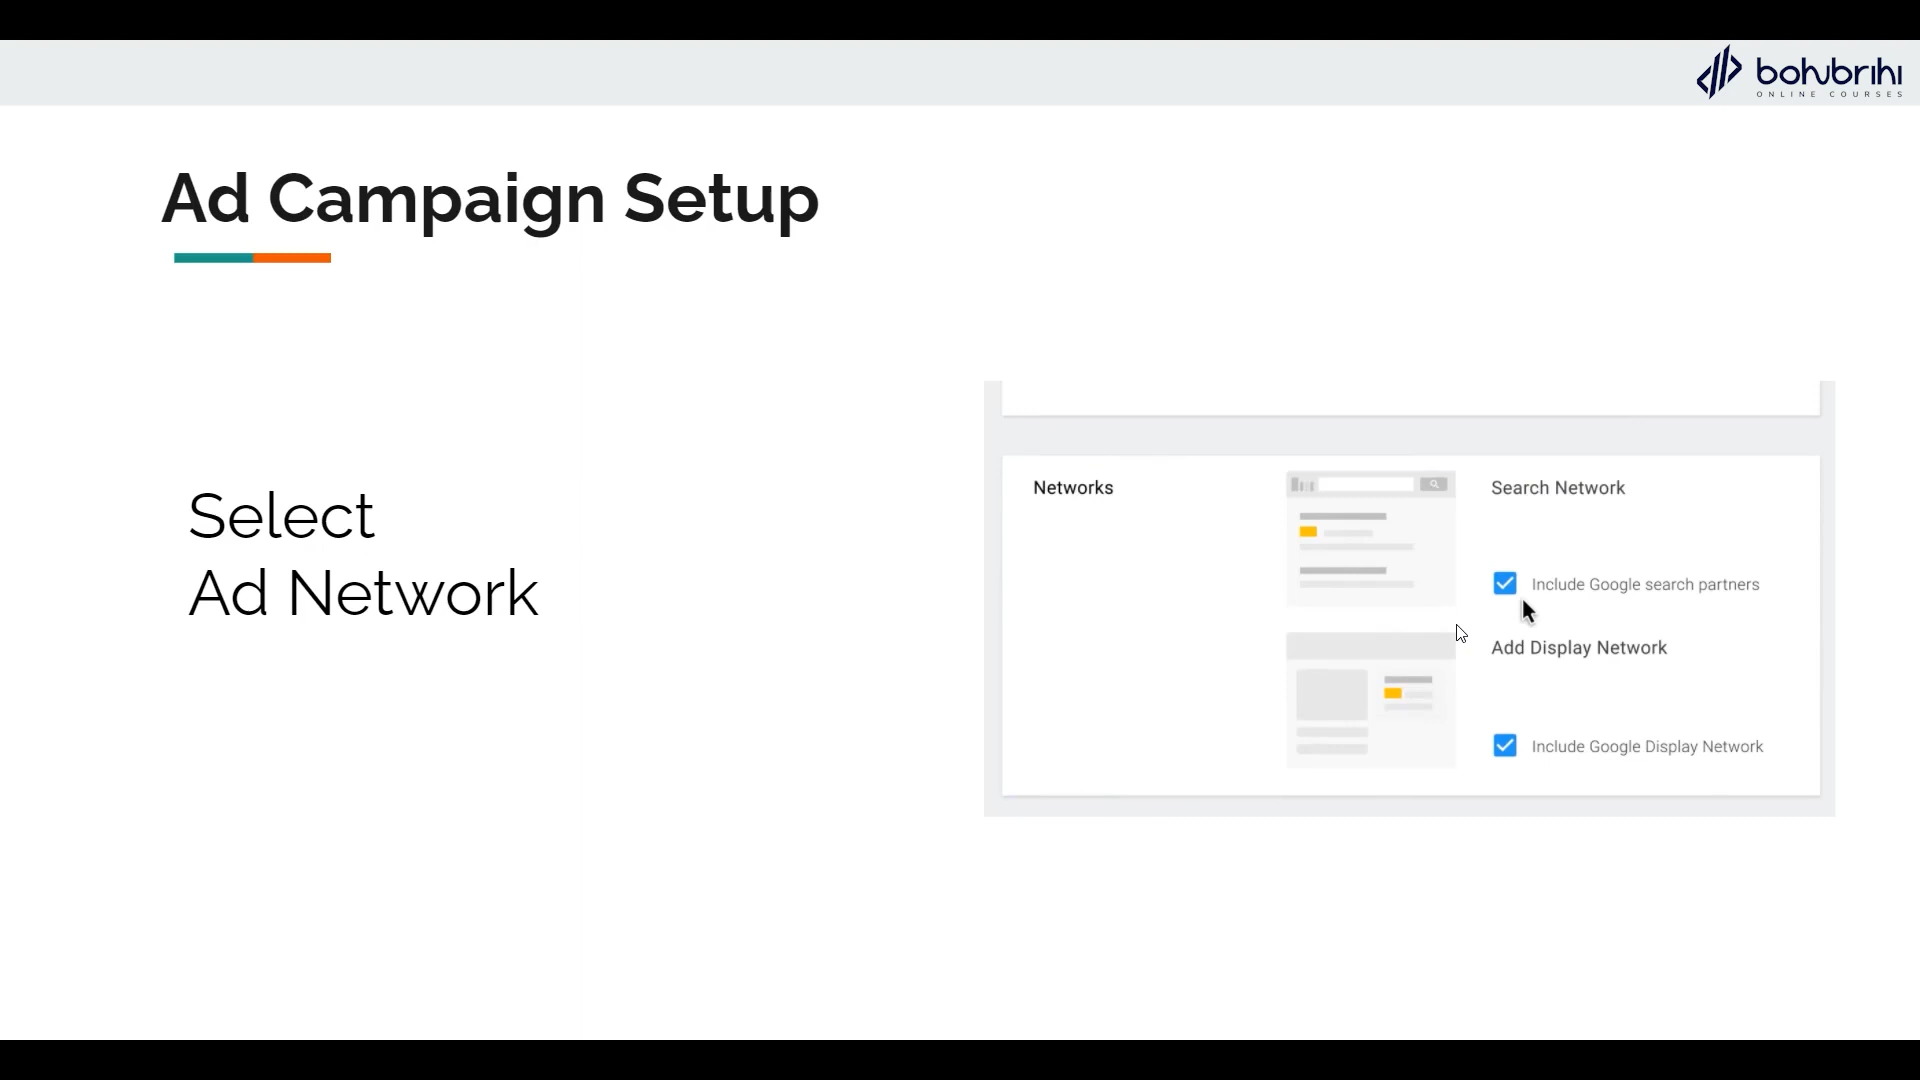 bohubrihi
ONLINE COURSES
Ad Campaign Setup
Select
Ad Network
Networks
Search Network
Include Google search partners
Add Display Network
Include Google Display Network